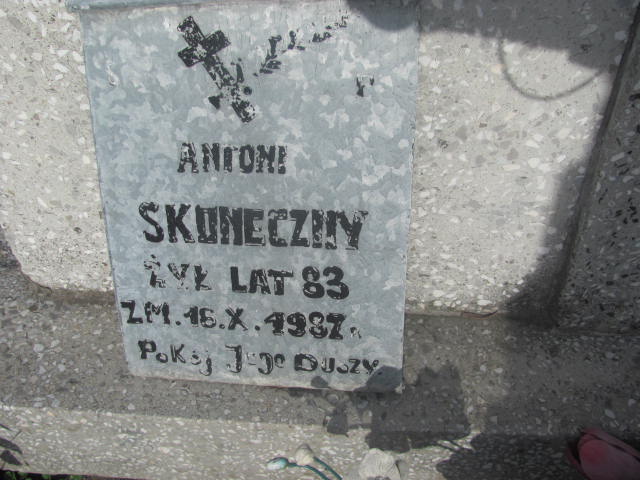 ANTONI
SKONECZNY
ŻYŁ LAT 83
ZM. 16.X.1987 r.
Pokój Jego Duszy